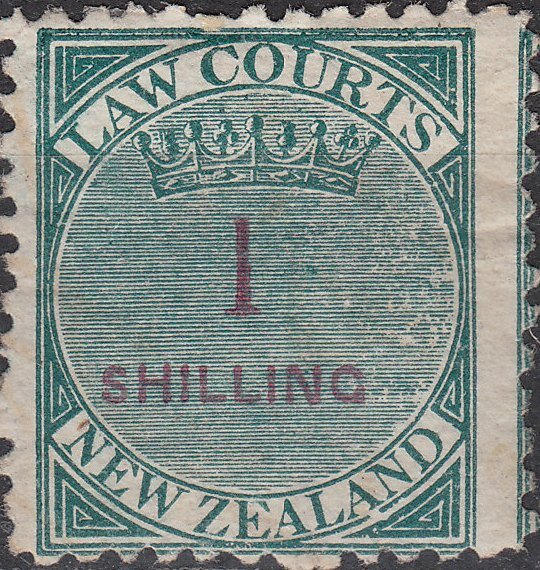 LAW COURTS
1
SHILLING
NEW ZEALAND